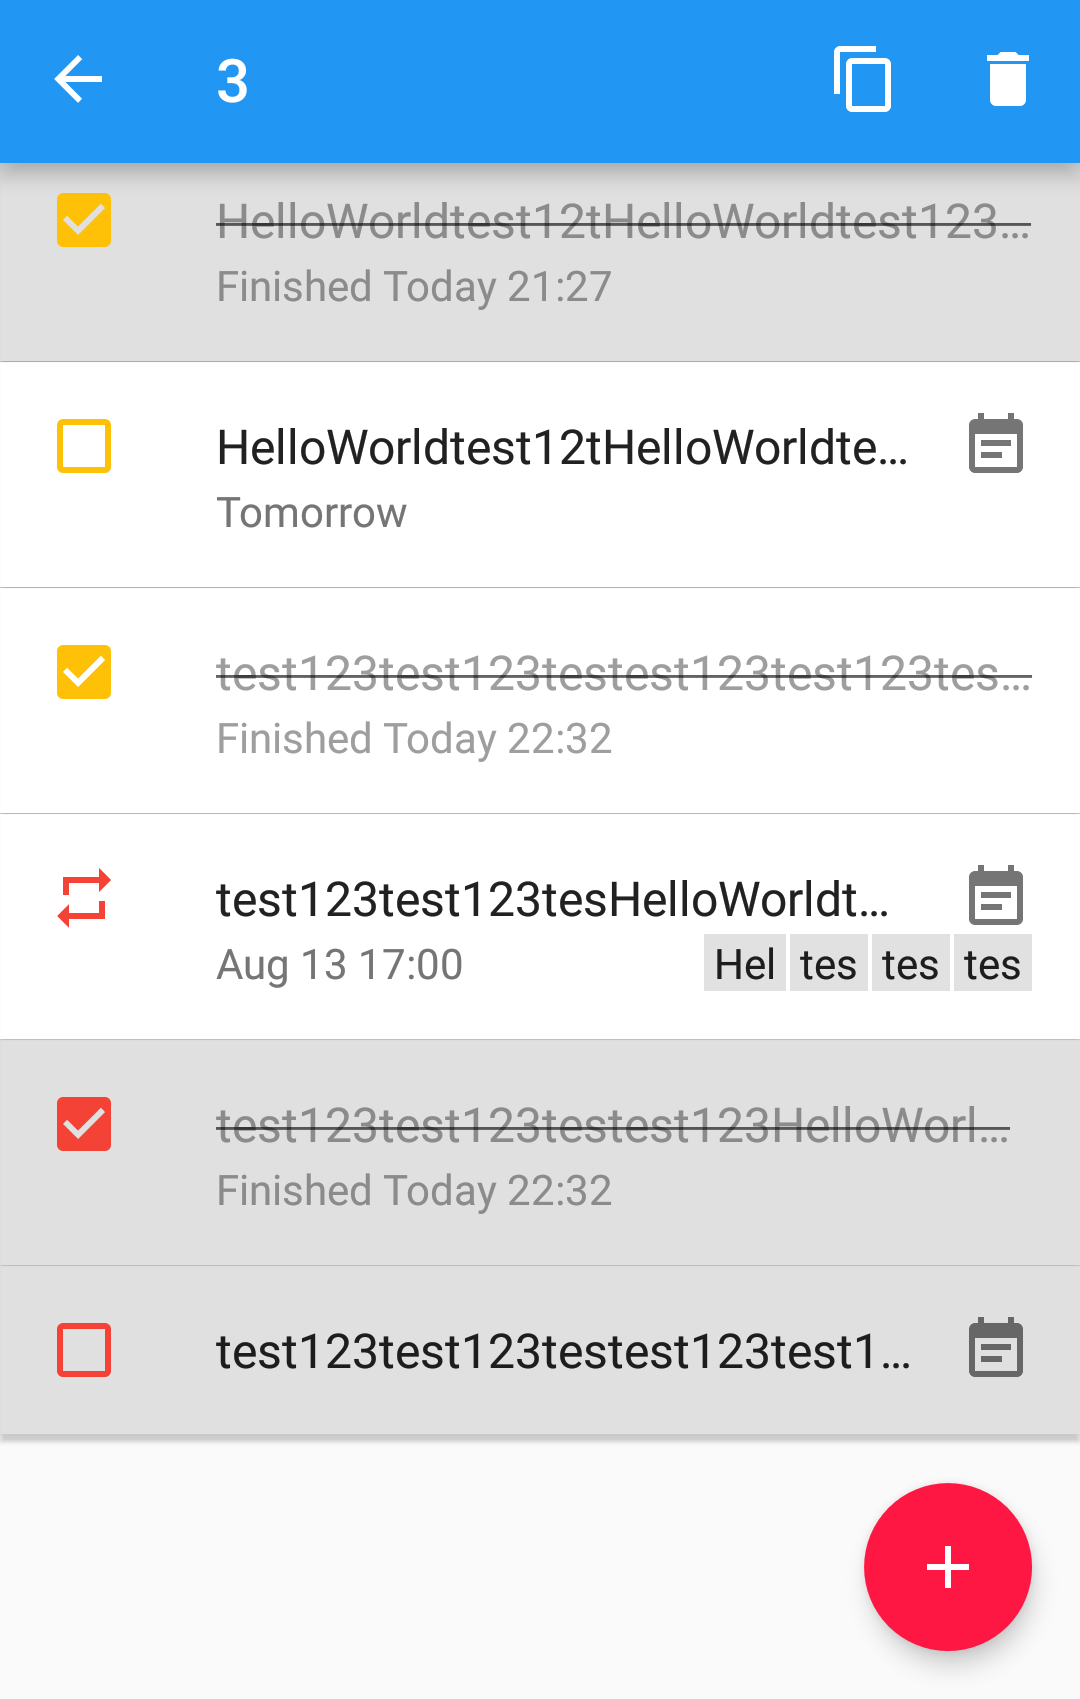 3
HelloWorldtest12tHelloWorldtest123…
Finished Today 21:27
HelloWorldtest12tHelloWorldte…
Tomorrow
test123test123testest123test123tes…
Finished Today 22:32
test123test123tesHelloWorldt…
Aug 13 17:00 Hel tes tes tes
test123test123testest123HelloWorl…
Finished Today 22:32
test123test123testest123test1…